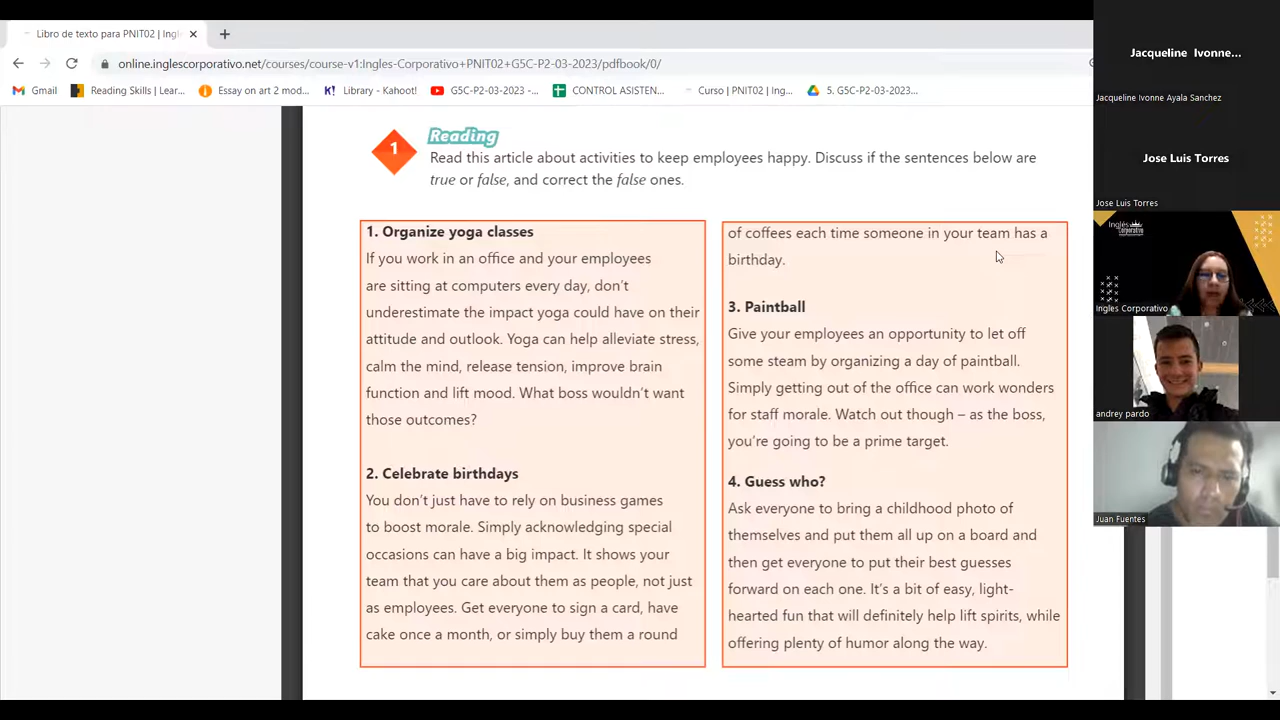 Libro de texto para PNIT02 | Ingl
online.inglescorporativo.net/courses/course-v1:Ingles-Corporativo+PNIT02+G5C-P2-03-2023/pdfbook/0/
Gmail
Reading Skills | Lear...
Essay on art 2 mod...
Library - Kahoot!
G5C-P2-03-2023 -...
CONTROL ASISTEN...
Curso | PNIT02 | Ing...
5. G5C-P2-03-2023...
1
Reading
Read this article about activities to keep employees happy. Discuss if the sentences below are
true or false, and correct the false ones.
1. Organize yoga classes
If you work in an office and your employees
are sitting at computers every day, don't
underestimate the impact yoga could have on their
attitude and outlook. Yoga can help alleviate stress,
calm the mind, release tension, improve brain
function and lift mood. What boss wouldn't want
those outcomes?
2. Celebrate birthdays
You don't just have to rely on business games
to boost morale. Simply acknowledging special
occasions can have a big impact. It shows your
team that you care about them as people, not just
as employees. Get everyone to sign a card, have
cake once a month, or simply buy them a round
of coffees each time someone in your team has a
birthday.
3. Paintball
Give your employees an opportunity to let off
some steam by organizing a day of paintball.
Simply getting out of the office can work wonders
for staff morale. Watch out though – as the boss,
you're going to be a prime target.
4. Guess who?
Ask everyone to bring a childhood photo of
themselves and put them all up on a board and
then get everyone to put their best guesses
forward on each one. It's a bit of easy, light-
hearted fun that will definitely help lift spirits, while
offering plenty of humor along the way.
Jacqueline Ivonne...
Jacqueline Ivonne Ayala Sanchez
Jose Luis Torres
Jose Luis Torres
Inglés
Corporativo
Ingles Corporativo
andrey pardo
Juan Fuentes